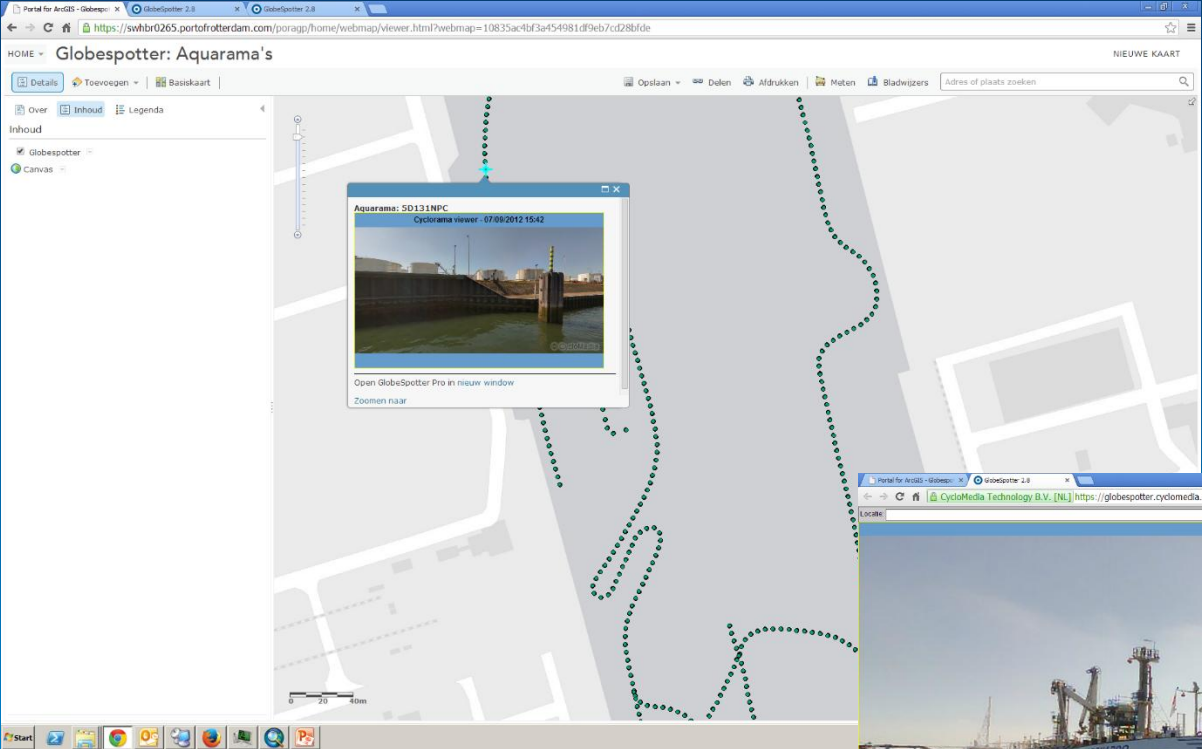 Portal for ArcGIS - Globespo
GlobeSpotter 2.8
GlobeSpotter 2.8
https://swhbr0265.portofrotterdam.com/poragp/home/webmap/viewer.html?webmap=10835ac4bf3a454981df9eb7cd28bfde
HOME
Globespotter: Aquarama's
NIEUWE KAART
Details
Toevoegen
Basiskaart
Opslaan
Delen
Afdrukken
Meten
Bladwijzers
Adres of plaats zoeken
Over
Inhoud
Legenda
Inhoud
Globespotter
Canvas
Aquarama: 5D131NPC
Cyclorama viewer - 07/09/2012 15:42
© CycloMedia
Open GlobeSpotter Pro in nieuw window
Zoomen naar
Portal for ArcGIS - Globespo
GlobeSpotter 2.8
CycloMedia Technology B.V. [NL] https://globespotter.cyclomedia.
Locatie:
0 20 40m
Start